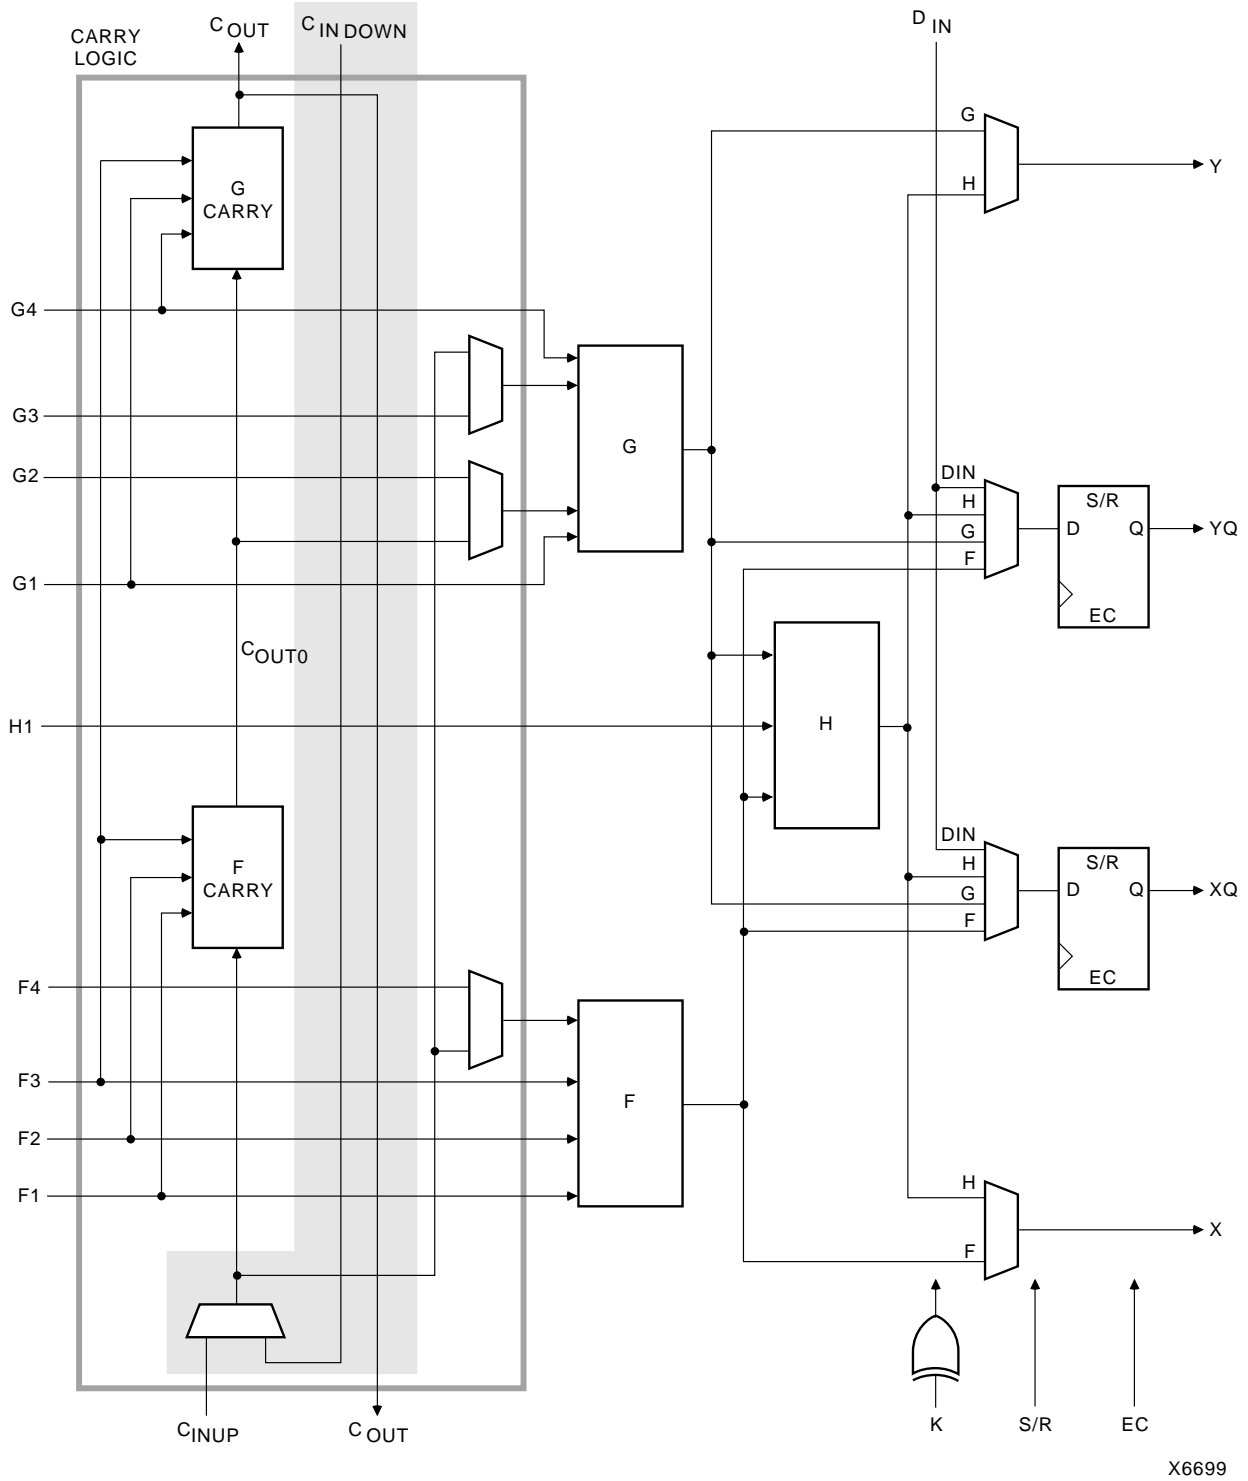 C OUT
C IN DOWN
D IN
CARRY
LOGIC
G
Y
H
G
CARRY
G4
G3
G
G2
DIN
H
G
F
S/R
D
Q
EC
YQ
G1
C OUT0
H1
H
F
CARRY
DIN
H
G
F
S/R
D
Q
EC
XQ
F4
F3
F
F2
F1
H
X
F
C INUP
C OUT
K
S/R
EC
X6699